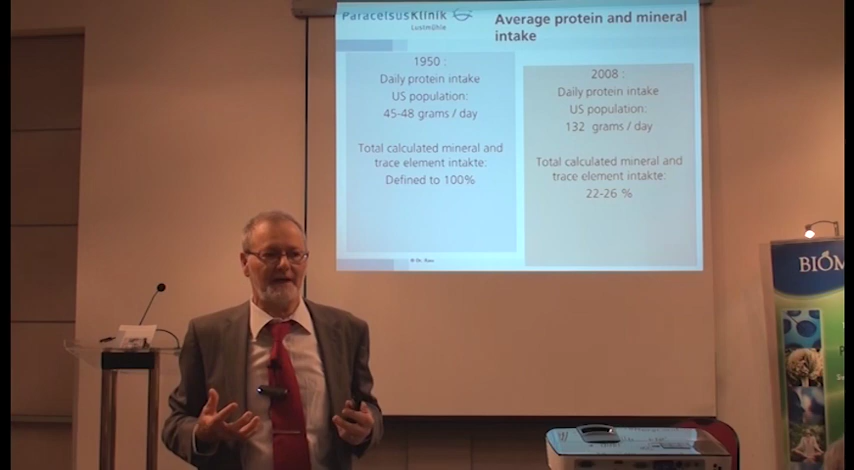 ParacelsusKlinik
Lustmühle
Average protein and mineral
intake
1950 :
Daily protein intake
US population:
45-48 grams / day
Total calculated mineral and
trace element intakte:
Defined to 100%
2008 :
Daily protein intake
US population:
132 grams / day
Total calculated mineral and
trace element intakte:
22-26 %
© Dr. Rau
BIOM